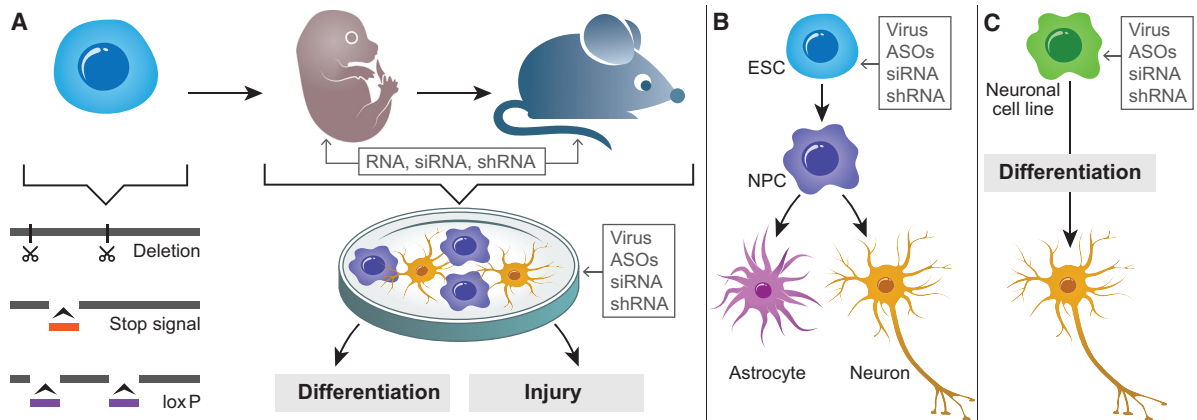 A
RNA, siRNA, shRNA
Deletion
Stop signal
loxP
Virus
ASOs
siRNA
shRNA
Differentiation
Injury
B
ESC
Virus
ASOs
siRNA
shRNA
NPC
Astrocyte
Neuron
C
Neuronal
cell line
Virus
ASOs
siRNA
shRNA
Differentiation